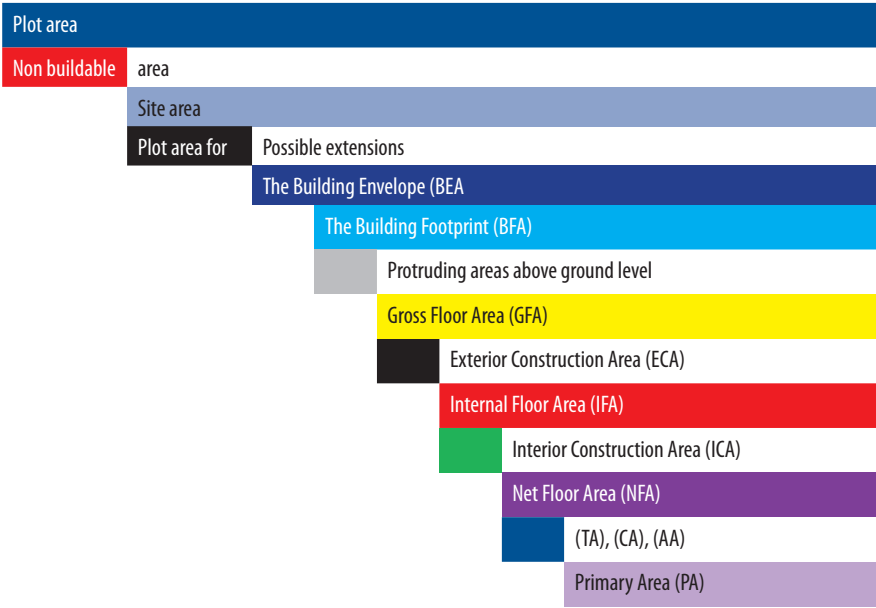 Plot area
Non buildable area
Site area
Plot area for Possible extensions
The Building Envelope (BEA
The Building Footprint (BFA)
Protruding areas above ground level
Gross Floor Area (GFA)
Exterior Construction Area (ECA)
Internal Floor Area (IFA)
Interior Construction Area (ICA)
Net Floor Area (NFA)
(TA), (CA), (AA)
Primary Area (PA)